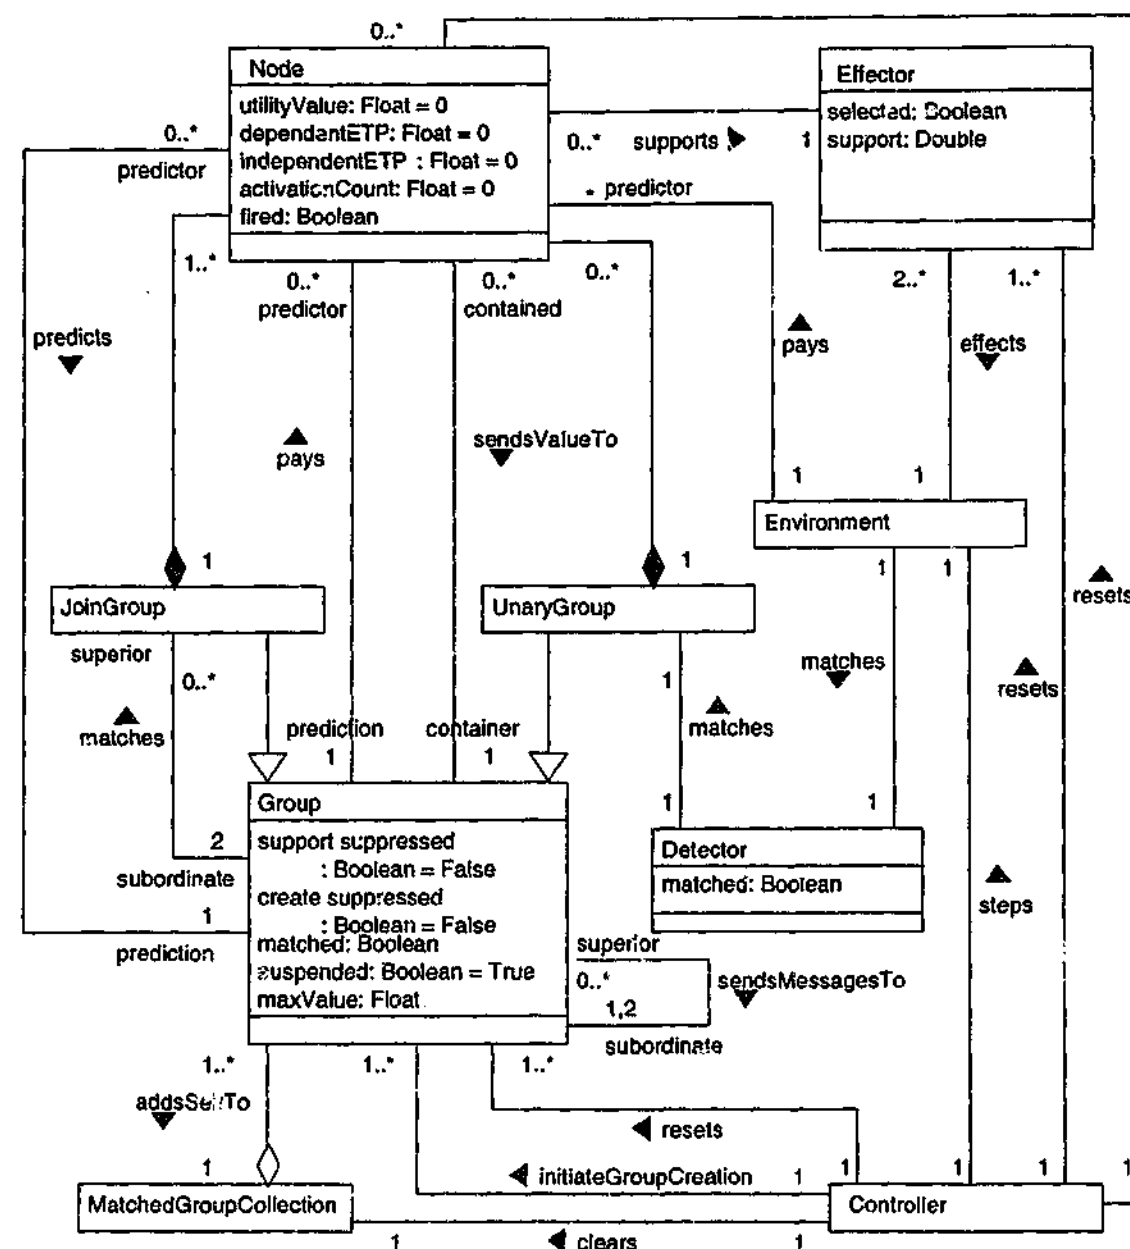 0..*
Node
Effector
utilityValue: Float = 0
selected: Boolean
0..*
dependentETP: Float = 0
0..*
supports
1
support: Double
predictor
independentETP : Float = 0
activationCount: Float = 0
* predictor
fired: Boolean
1..*
0..*
0..*
0..*
2..*
1..*
predictor
contained
predicts
pays
effects
sendsValueTo
pays
1
1
Environment
1
1
1
1
JoinGroup
UnaryGroup
resets
superior
0..*
1
matches
resets
matches
prediction
container
matches
1
1
1
1
Group
2
support suppressed
: Boolean = False
Detector
subordinate
matched: Boolean
create suppressed
: Boolean = False
steps
1
matched: Boolean
superior
prediction
suspended: Boolean = True
0..*
sendsMessagesTo
maxValue: Float
1,2
subordinate
1..*
1..*
1..*
addsSelfTo
resets
1
initiateGroupCreation
1
1
1
1
1
MatchedGroupCollection
Controller
1
clears
1